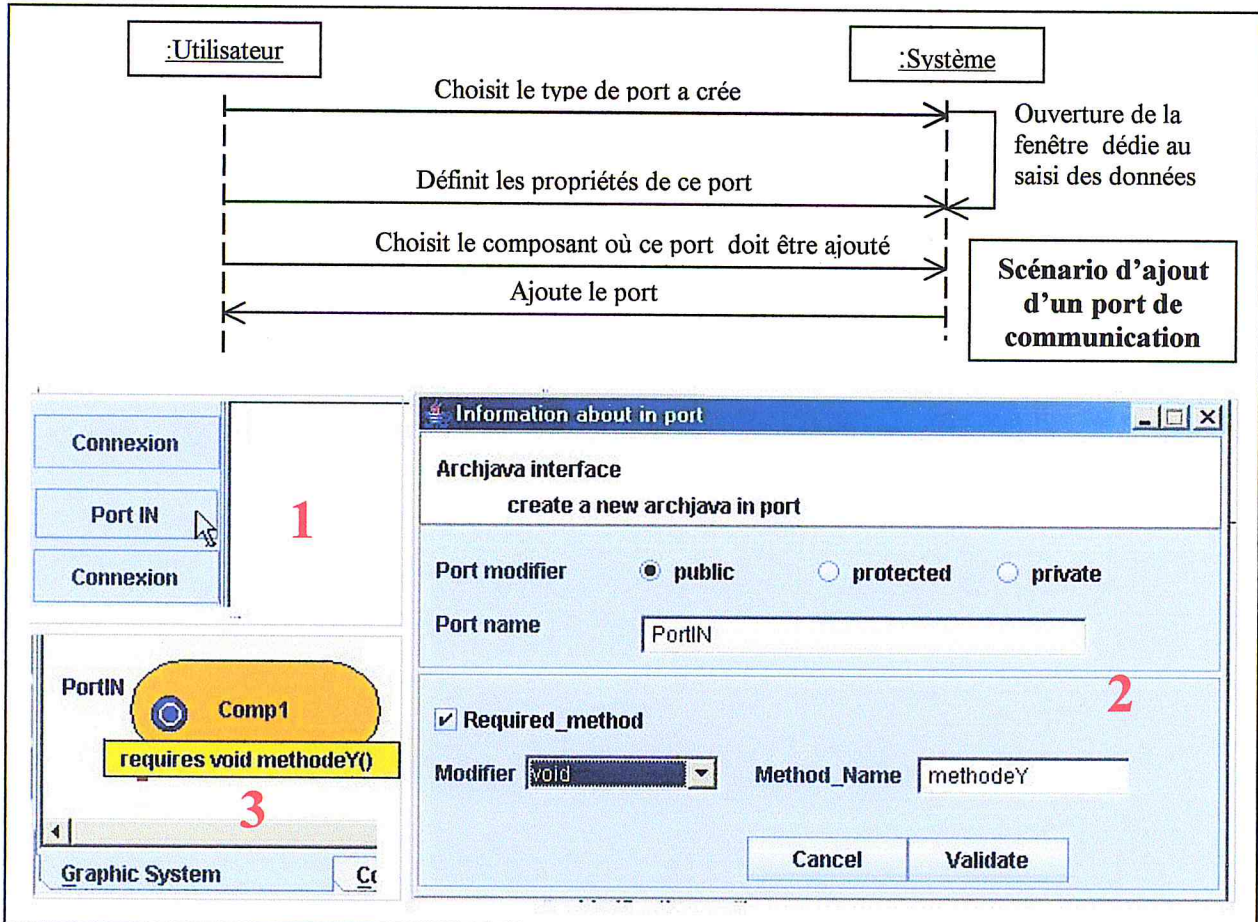 :Utilisateur
:Système
Choisit le type de port a crée
Ouverture de la
fenêtre dédie au
saisi des données
Définit les propriétés de ce port
Choisit le composant où ce port doit être ajouté
Ajoute le port
Scénario d'ajout
d'un port de
communication
Connexion
Port IN
Connexion
1
Information about in port
Archjava interface
create a new archjava in port
Port modifier public protected private
Port name PortIN
2
Required_method
Modifier void Method_Name methodeY
Cancel Validate
PortIN
Comp1
requires void methodeY()
3
Graphic System